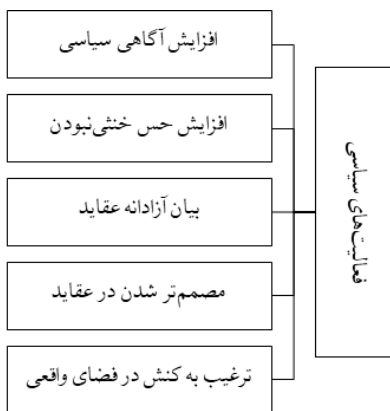 افزایش آگاهی سیاسی
افزایش حس خنثی‌نبودن
بیان آزادانه عقاید
مصمم‌تر شدن در عقاید
ترغیب به کنش در فضای واقعی
فعالیت‌های سیاسی